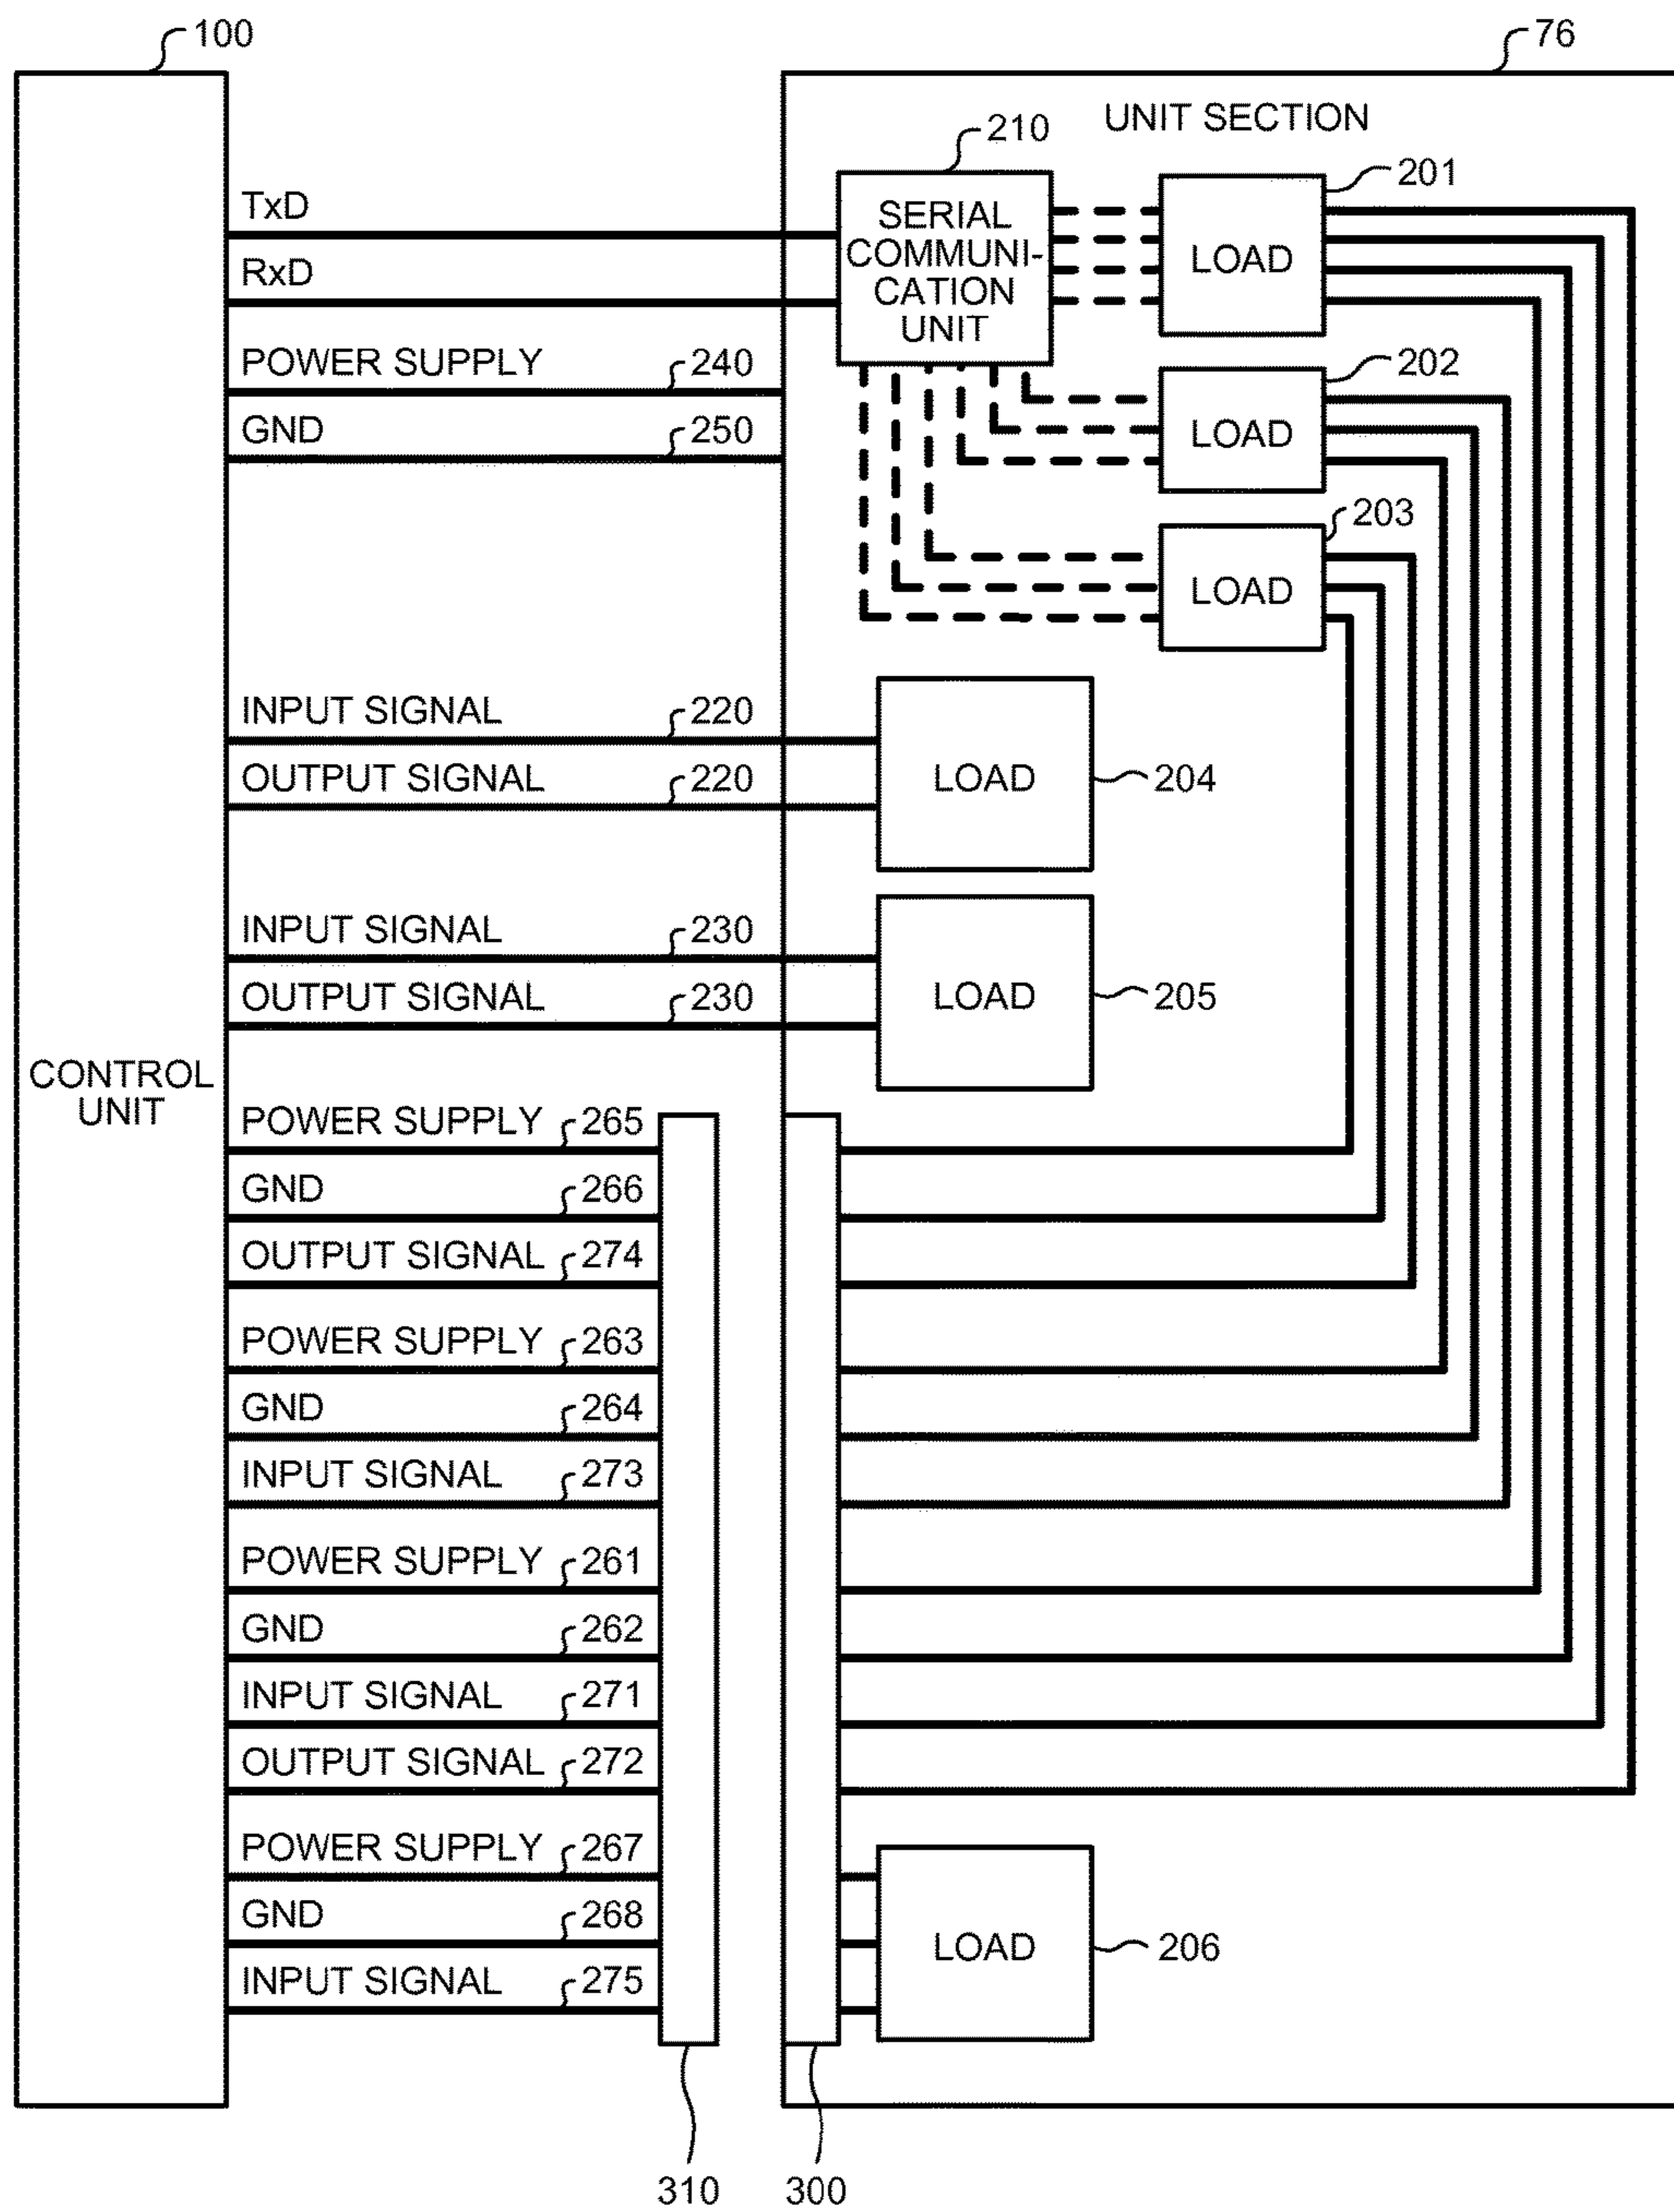 100
76
UNIT SECTION
210
201
TxD
SERIAL
COMMUNI-
CATION
UNIT
LOAD
RxD
POWER SUPPLY
240
202
GND
250
LOAD
203
LOAD
INPUT SIGNAL
220
OUTPUT SIGNAL
220
LOAD
204
INPUT SIGNAL
230
OUTPUT SIGNAL
230
LOAD
205
CONTROL
UNIT
POWER SUPPLY
265
GND
266
OUTPUT SIGNAL
274
POWER SUPPLY
263
GND
264
INPUT SIGNAL
273
POWER SUPPLY
261
GND
262
INPUT SIGNAL
271
OUTPUT SIGNAL
272
POWER SUPPLY
267
GND
268
LOAD
206
INPUT SIGNAL
275
310
300